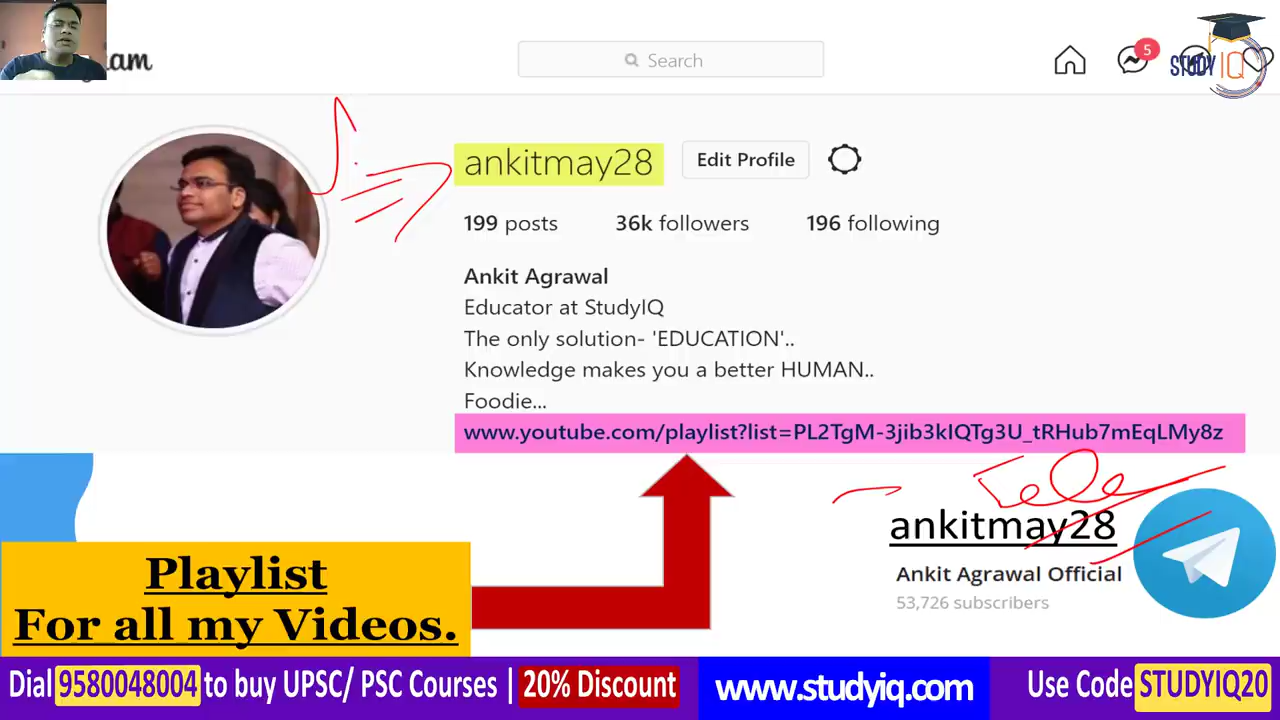 am
Search
5
STUDY IQ
ankitmay28
Edit Profile
199 posts 36k followers 196 following
Ankit Agrawal
Educator at StudyIQ
The only solution- 'EDUCATION'..
Knowledge makes you a better HUMAN..
Foodie...
www.youtube.com/playlist?list=PL2TgM-3jib3kIQTg3U_tRHub7mEqLMy8z
Tele
ankitmay28
Ankit Agrawal Official
53,726 subscribers
Playlist
For all my Videos.
Dial 9580048004 to buy UPSC/ PSC Courses | 20% Discount www.studyiq.com Use Code STUDYIQ20